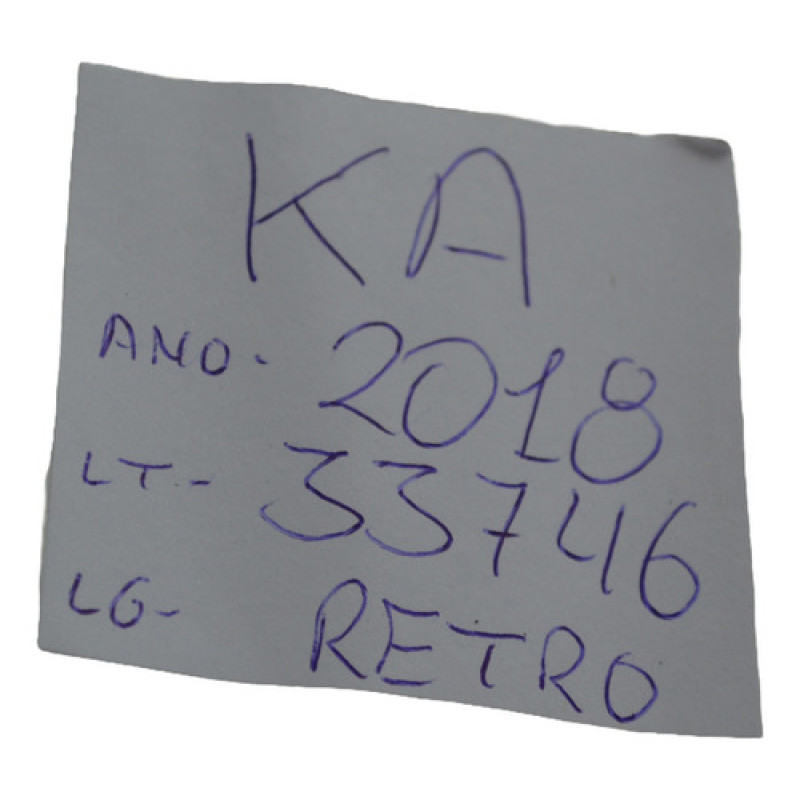 KA
ANO- 2018
LT- 33746
LG- RETRO